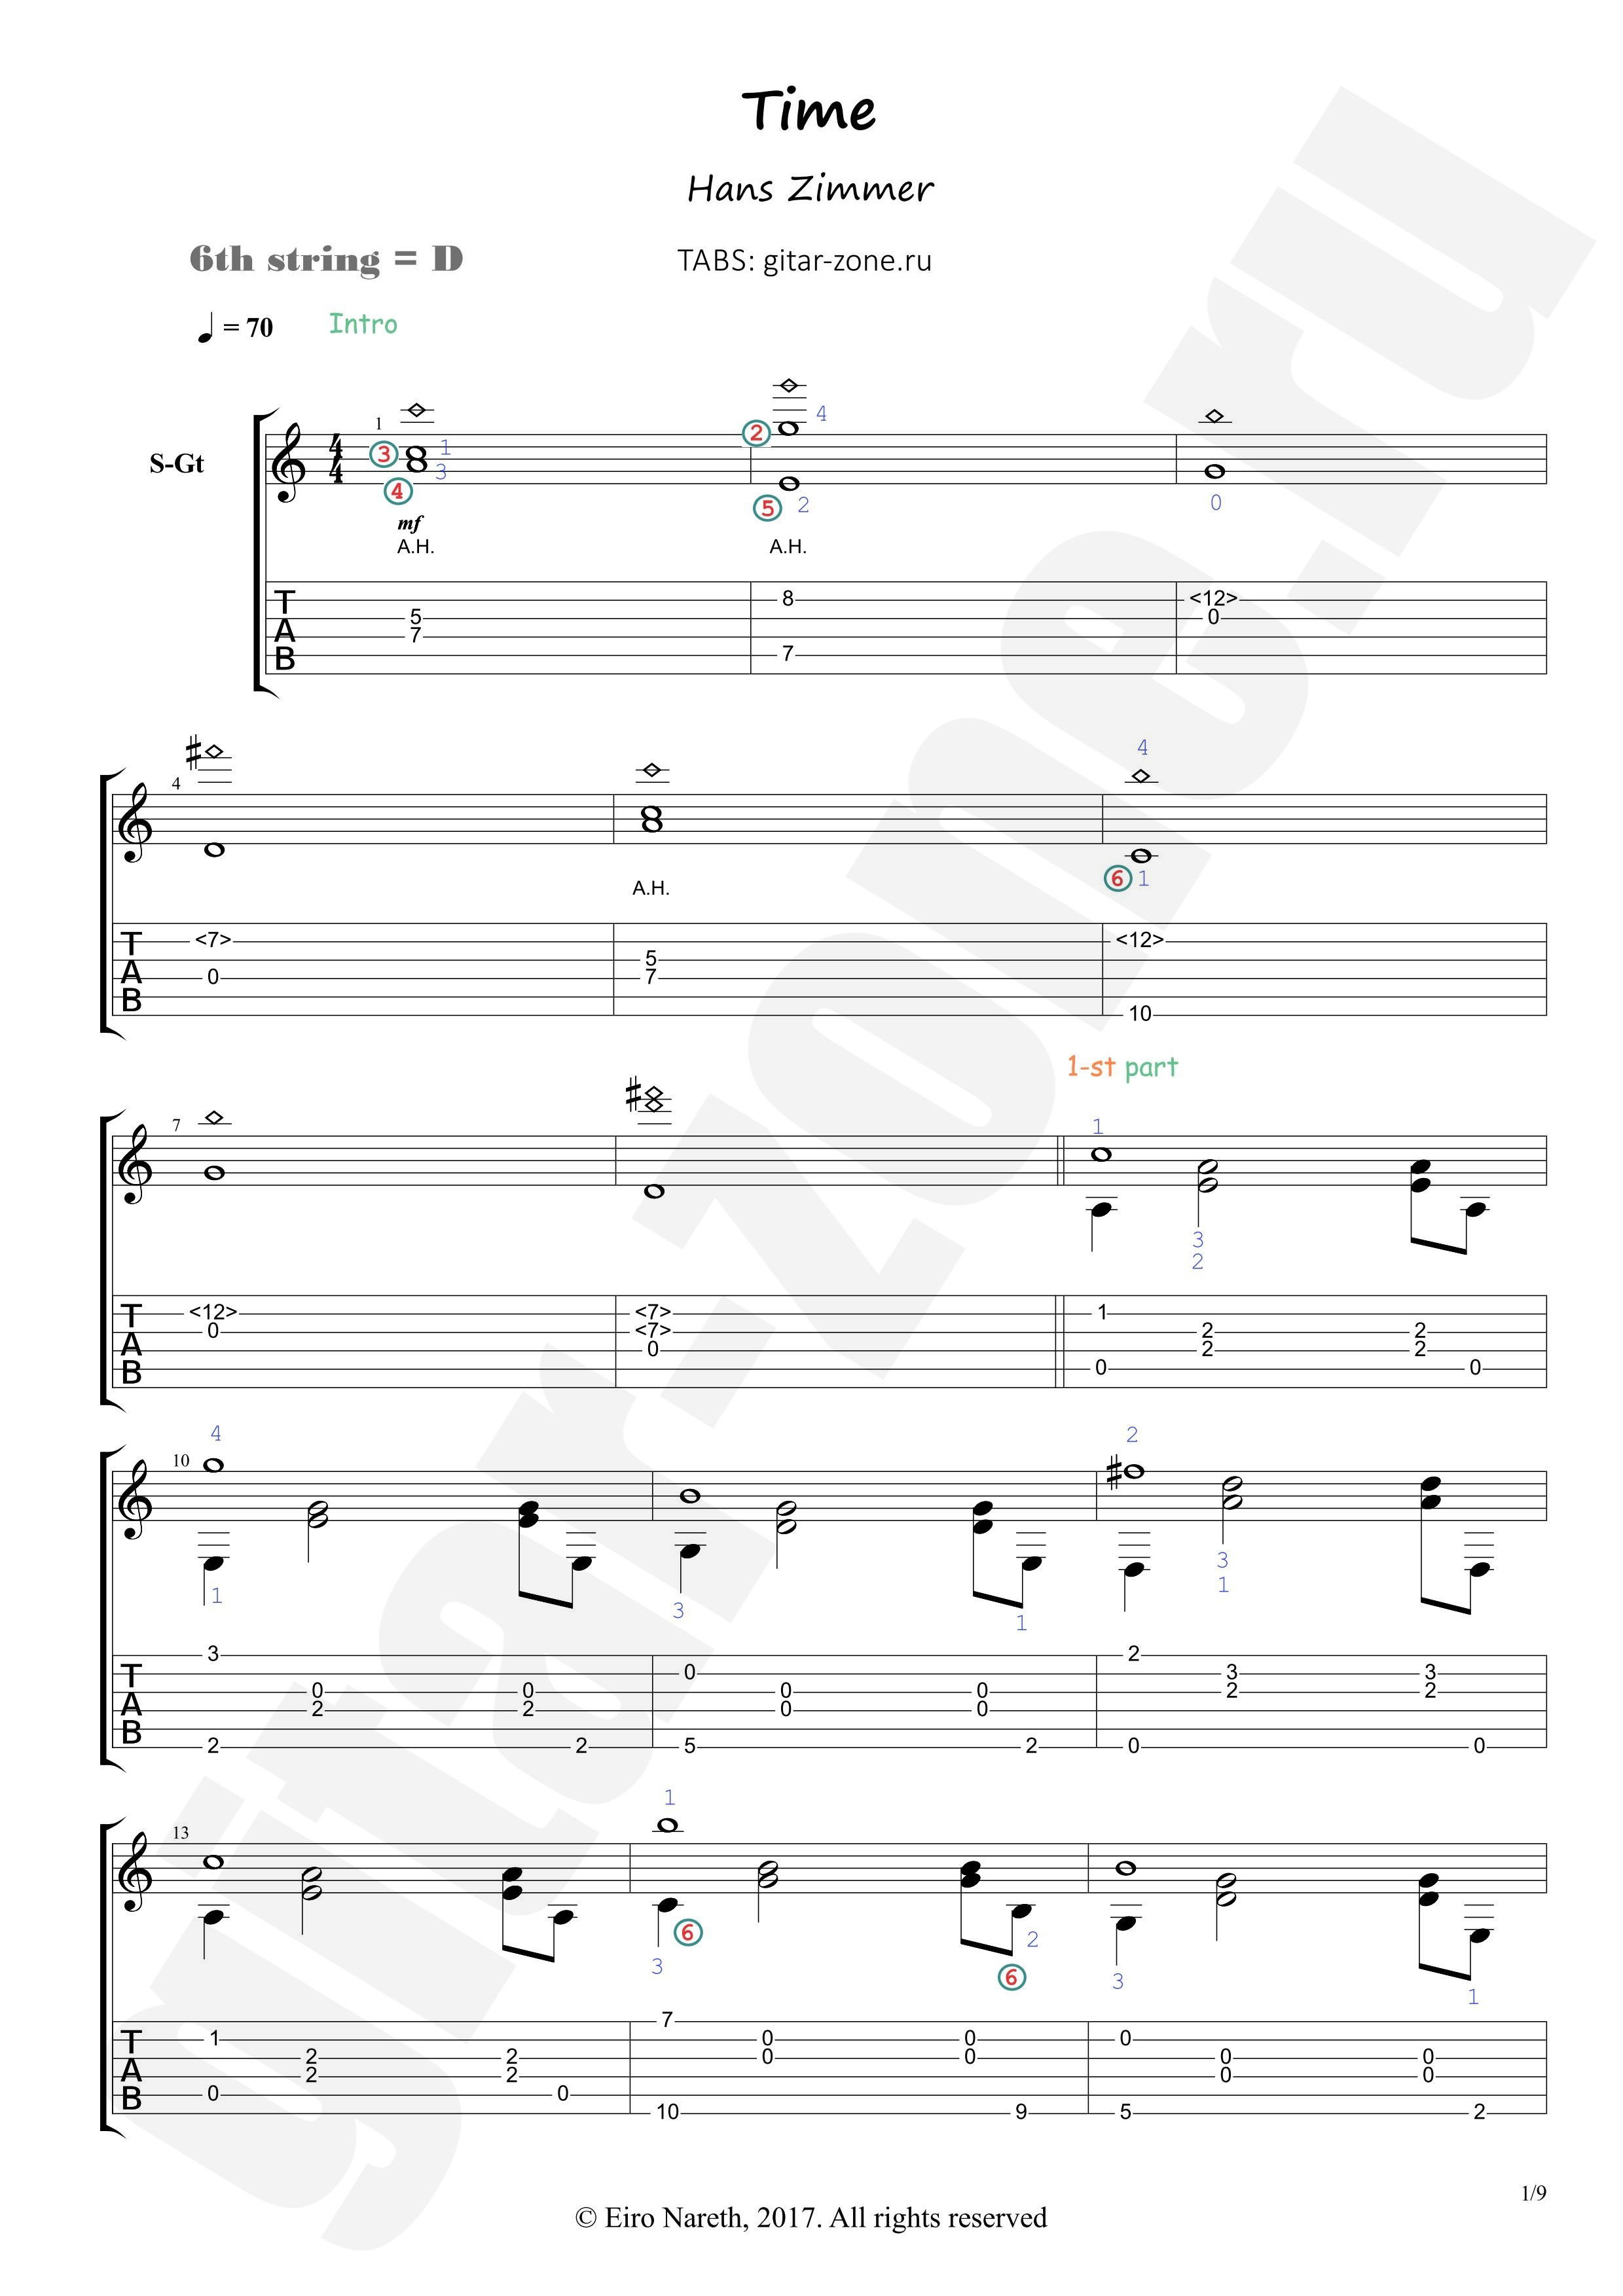 Time
Hans Zimmer
6th string = D
TABS: gitar-zone.ru
= 70 Intro
1
4
3 1
2
S-Gt 4 4
4 3
5 2
0
mf
A.H. A.H.
8 <12>
T 5 0
A 7
B 7
4 4
6 1
A.H.
T <7> <12>
5
A 0 7
B 10
1-st part
7
1
3
2
T <12> <7> 1
0 <7> 2 2
A 0 2 2
B 0 0
4 2
10
3
1
1 3 1
3 2
T 0 3 3
0 0 0 0 2 2
A 2 2 0 0
B
2 2 5 2 0 0
1
13
6 2
3 6 3 1
7
T 1 0 0 0
2 2 0 0 0 0
A 2 2 0 0
B 0 0
10 9 5 2
1/9
© Eiro Nareth, 2017. All rights reserved
gitar-zone.ru